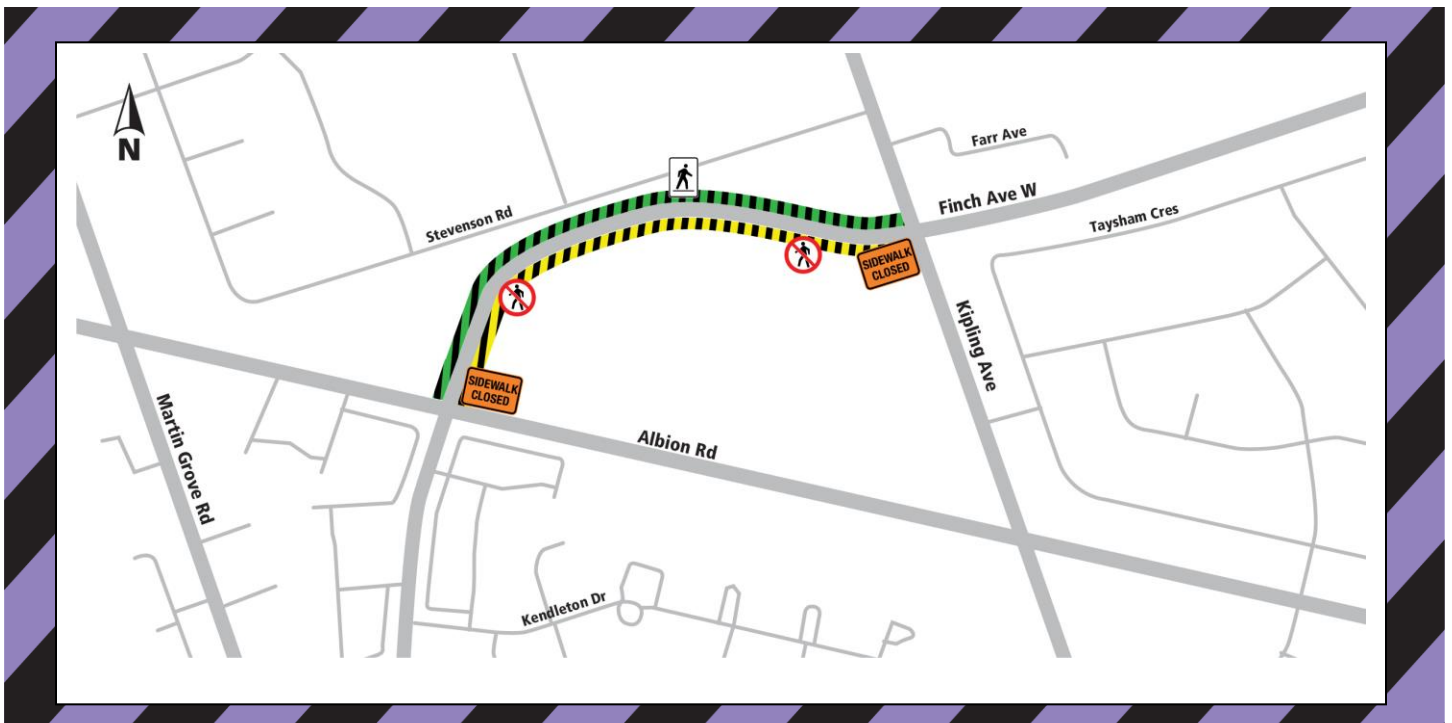 N
Farr Ave
Finch Ave W
Stevenson Rd
Taysham Cres
SIDEWALK
CLOSED
Kipling Ave
SIDEWALK
CLOSED
Martin Grove Rd
Albion Rd
Kendleton Dr